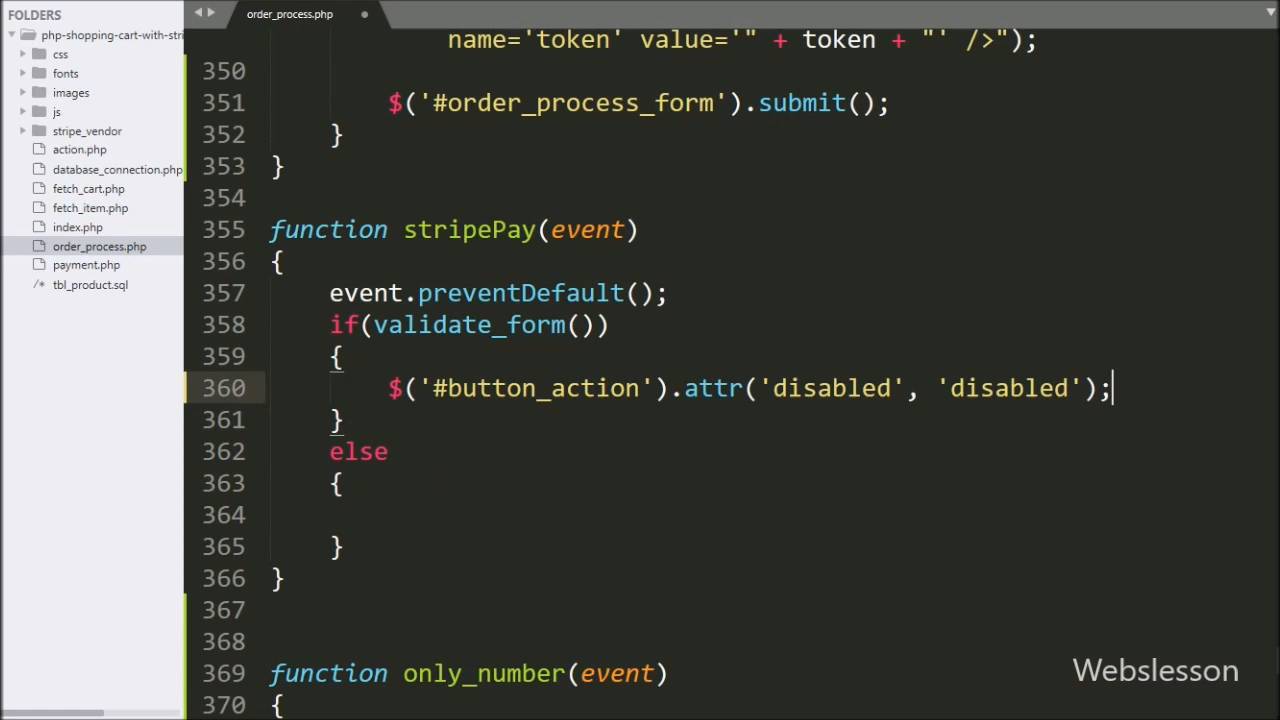 FOLDERS
php-shopping-cart-with-stri
css
fonts
images
js
stripe_vendor
action.php
database_connection.php
fetch_cart.php
fetch_item.php
index.php
order_process.php
payment.php
/* tbl_product.sql
order_process.php
name='token' value='" + token + "' />");
350
351 $('#order_process_form').submit();
352 }
353 }
354
355 function stripePay(event)
356 {
357 event.preventDefault();
358 if(validate_form())
359 {
360 $('#button_action').attr('disabled', 'disabled');
361 }
362 else
363 {
364
365 }
366 }
367
368
369 function only_number(event)
370 {
Webslesson